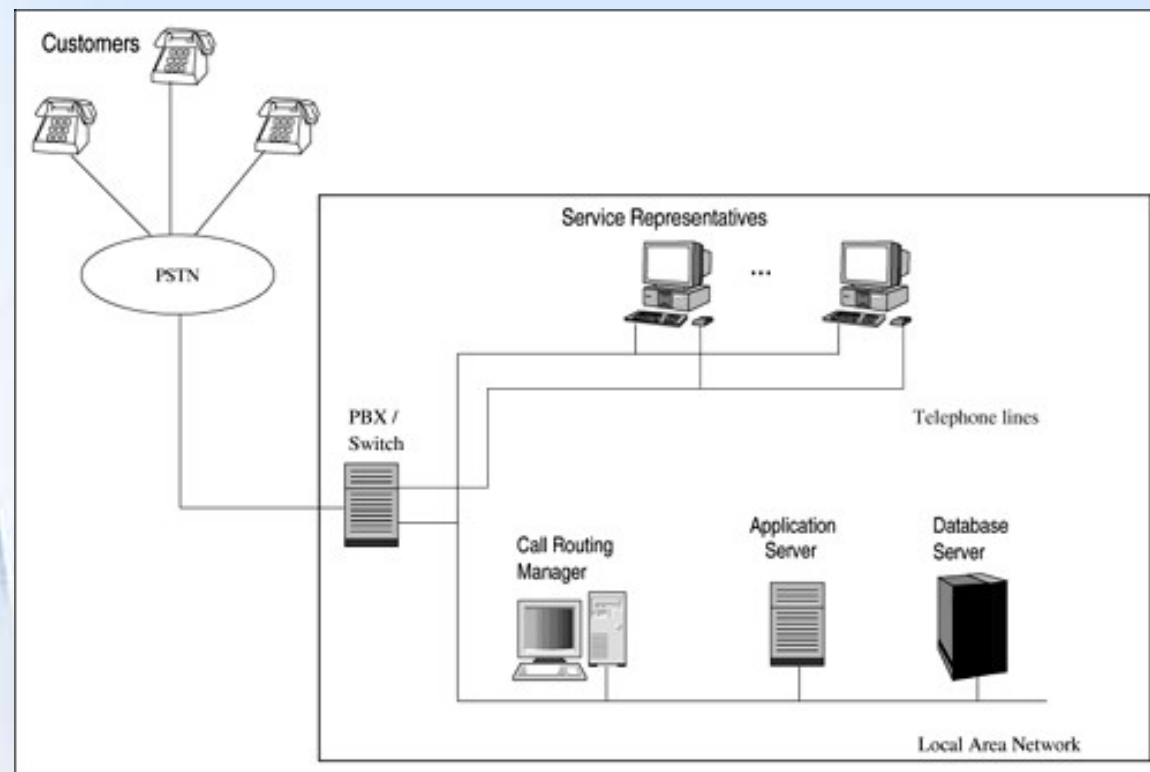 Customers
PSTN
Service Representatives
...
PBX /
Switch
Telephone lines
Call Routing
Manager
Application
Server
Database
Server
Local Area Network